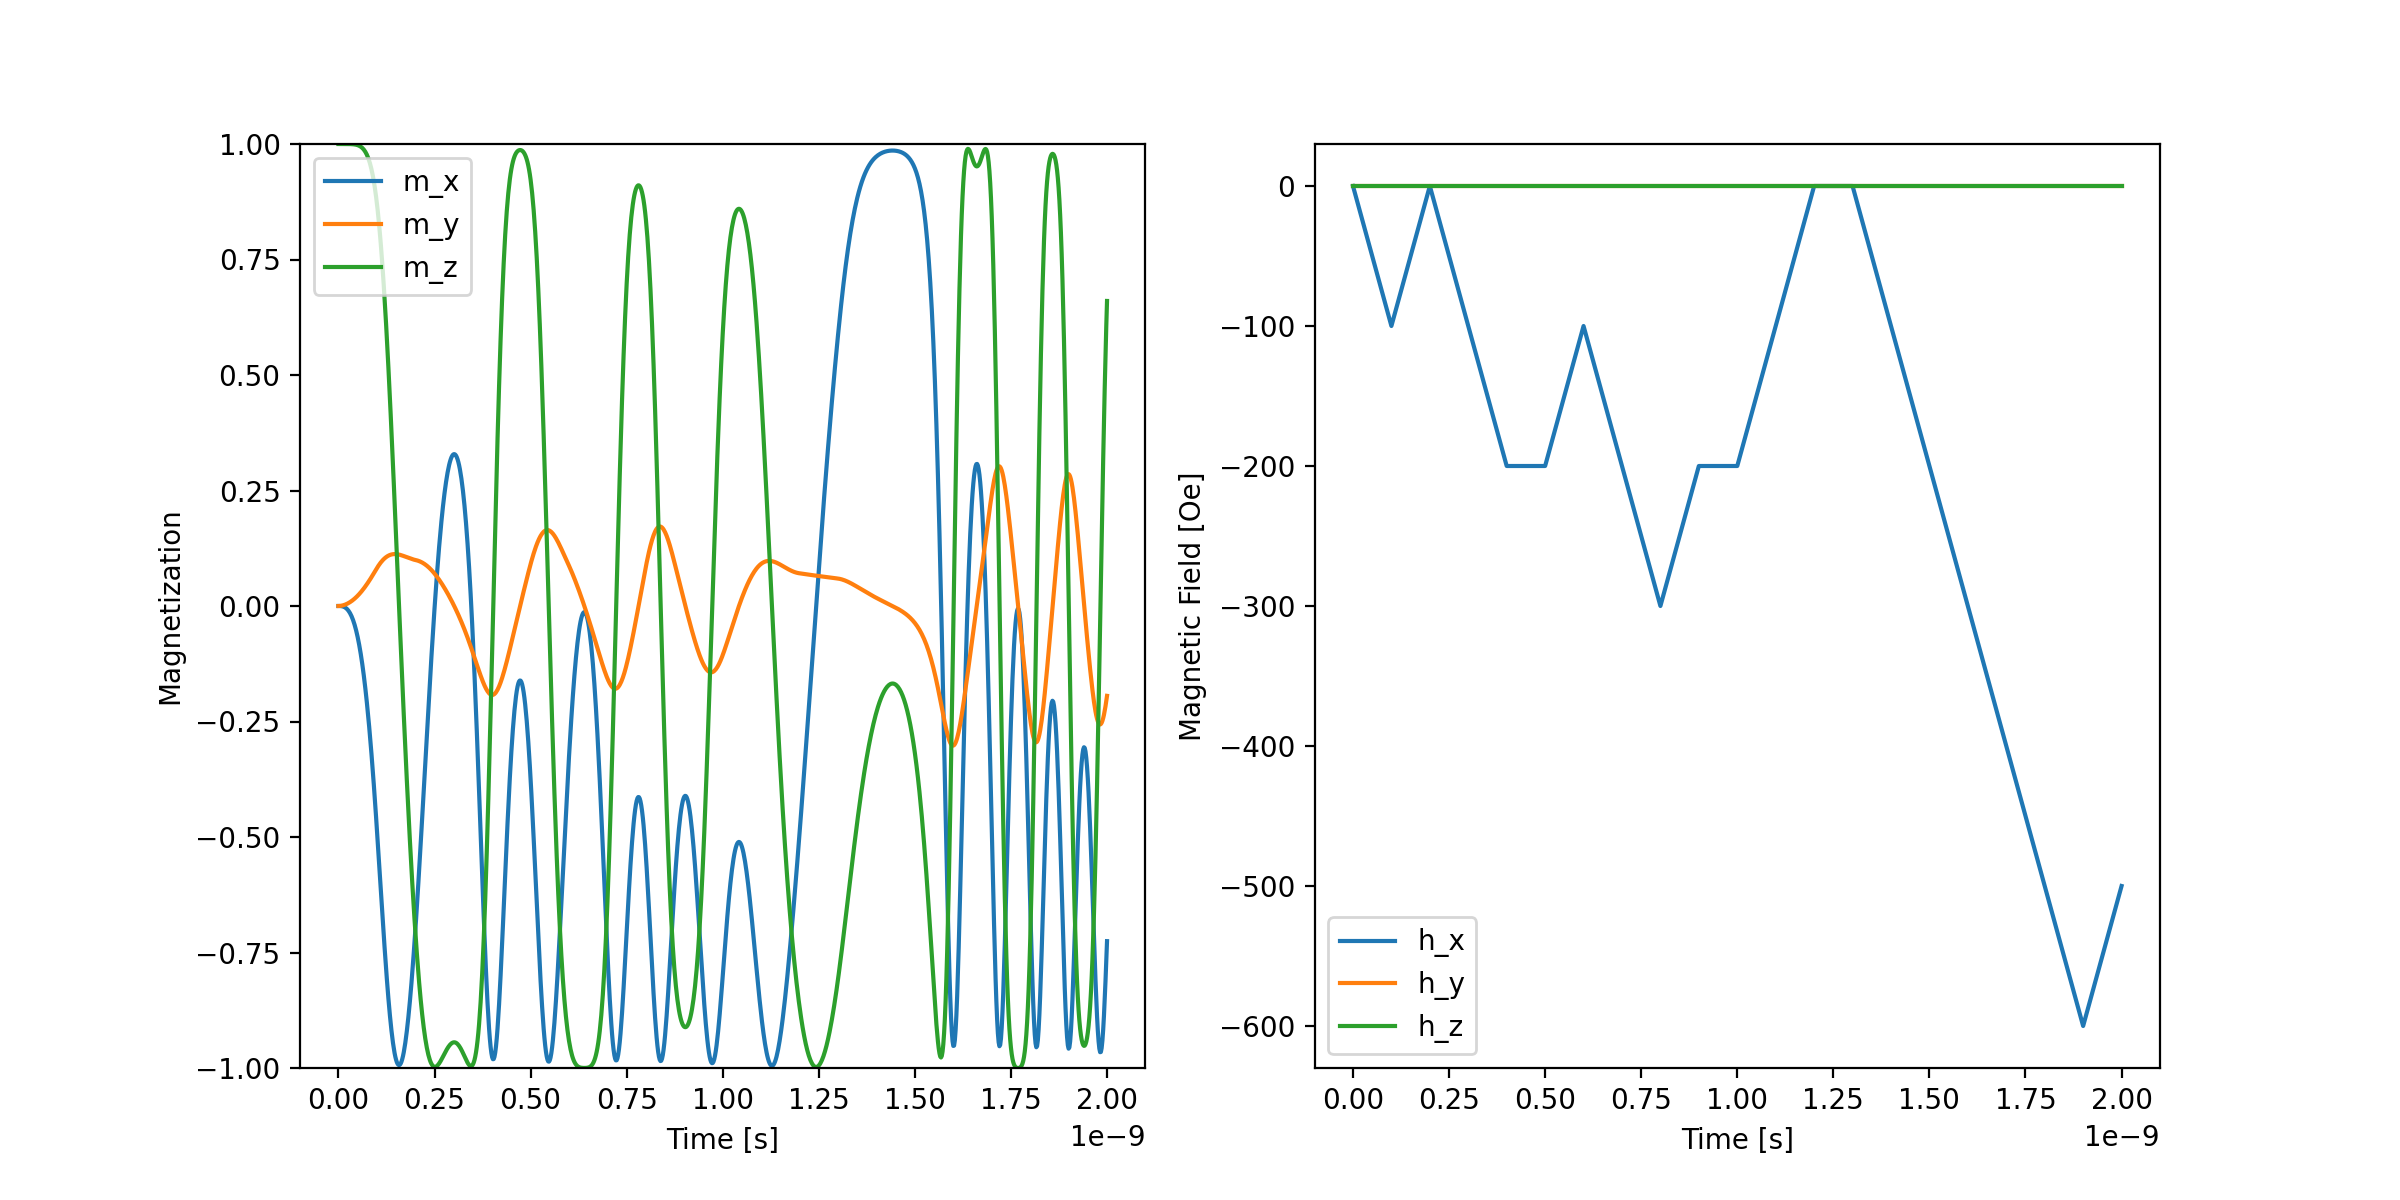 1.00
0.75
0.50
0.25
0.00
−0.25
−0.50
−0.75
−1.00
Magnetization
m_x
m_y
m_z
0.00 0.25 0.50 0.75 1.00 1.25 1.50 1.75 2.00
Time [s]
1e−9
0
−100
−200
−300
−400
−500
−600
Magnetic Field [Oe]
h_x
h_y
h_z
0.00 0.25 0.50 0.75 1.00 1.25 1.50 1.75 2.00
Time [s]
1e−9